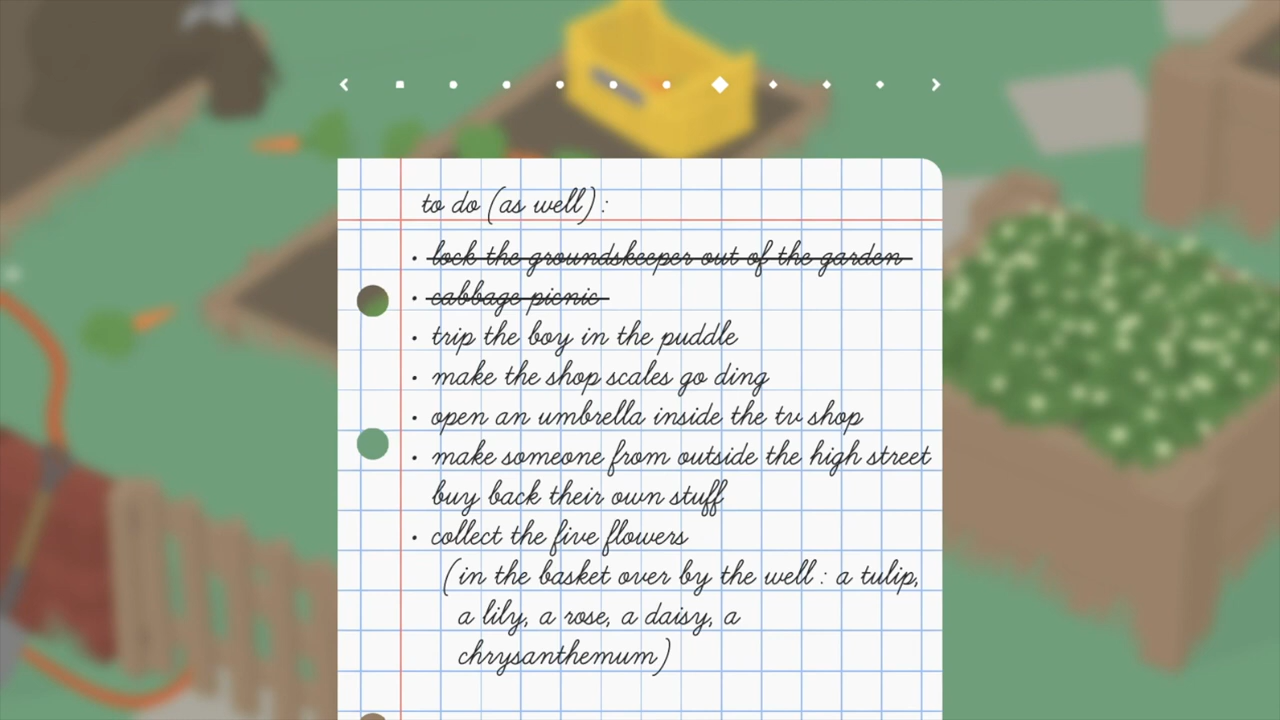 to do (as well) :
• lock the groundskeeper out of the garden
• cabbage picnic
• trip the boy in the puddle
• make the shop scales go ding
• open an umbrella inside the tv shop
• make someone from outside the high street
buy back their own stuff
• collect the five flowers
(in the basket over by the well : a tulip,
a lily, a rose, a daisy, a
chrysanthemum)